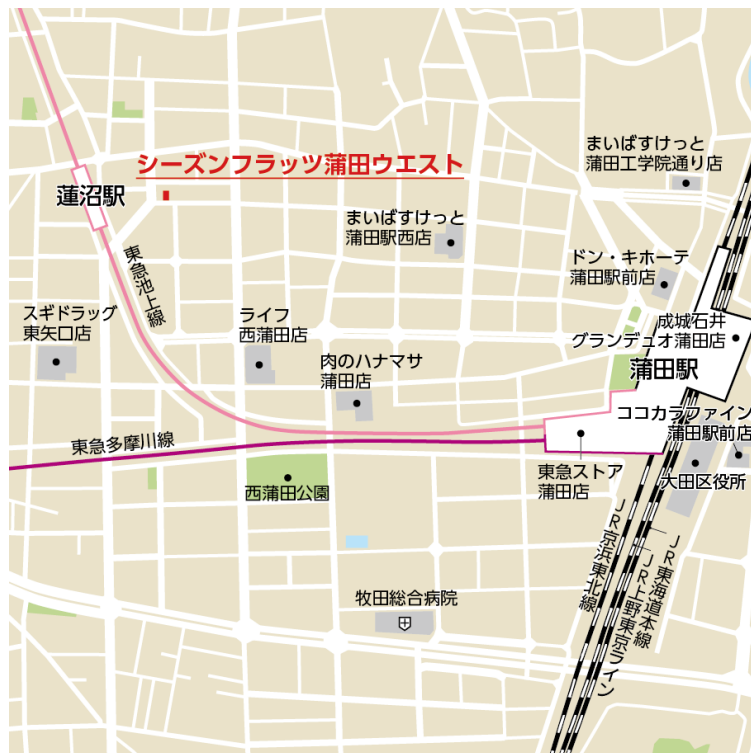 まいばすけっと
蒲田工学院通り店
シーズンフラッツ蒲田ウエスト
蓮沼駅
まいばすけっと
蒲田駅西店
東急池上線
ドン・キホーテ
蒲田駅前店
スギドラッグ
東矢口店
ライフ
西蒲田店
成城石井
グランデュオ蒲田店
肉のハナマサ
蒲田店
蒲田駅
ココカラファイン
蒲田駅前店
東急多摩川線
東急ストア
蒲田店
大田区役所
西蒲田公園
JR京浜東北線
JR東海道本線
JR上野東京ライン
牧田総合病院